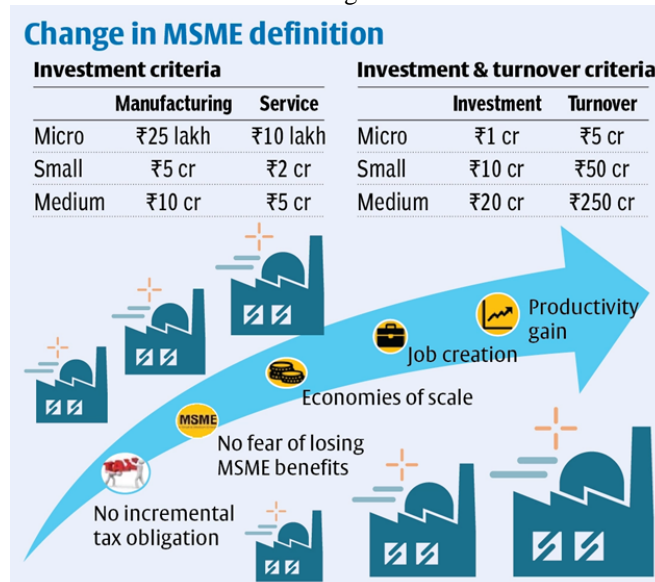 Change in MSME definition
Investment criteria
Manufacturing Service
Micro ₹25 lakh ₹10 lakh
Small ₹5 cr ₹2 cr
Medium ₹10 cr ₹5 cr
Investment & turnover criteria
Investment Turnover
Micro ₹1 cr ₹5 cr
Small ₹10 cr ₹50 cr
Medium ₹20 cr ₹250 cr
Productivity
gain
Job creation
Economies of scale
MSME
No fear of losing
MSME benefits
TAX
No incremental
tax obligation